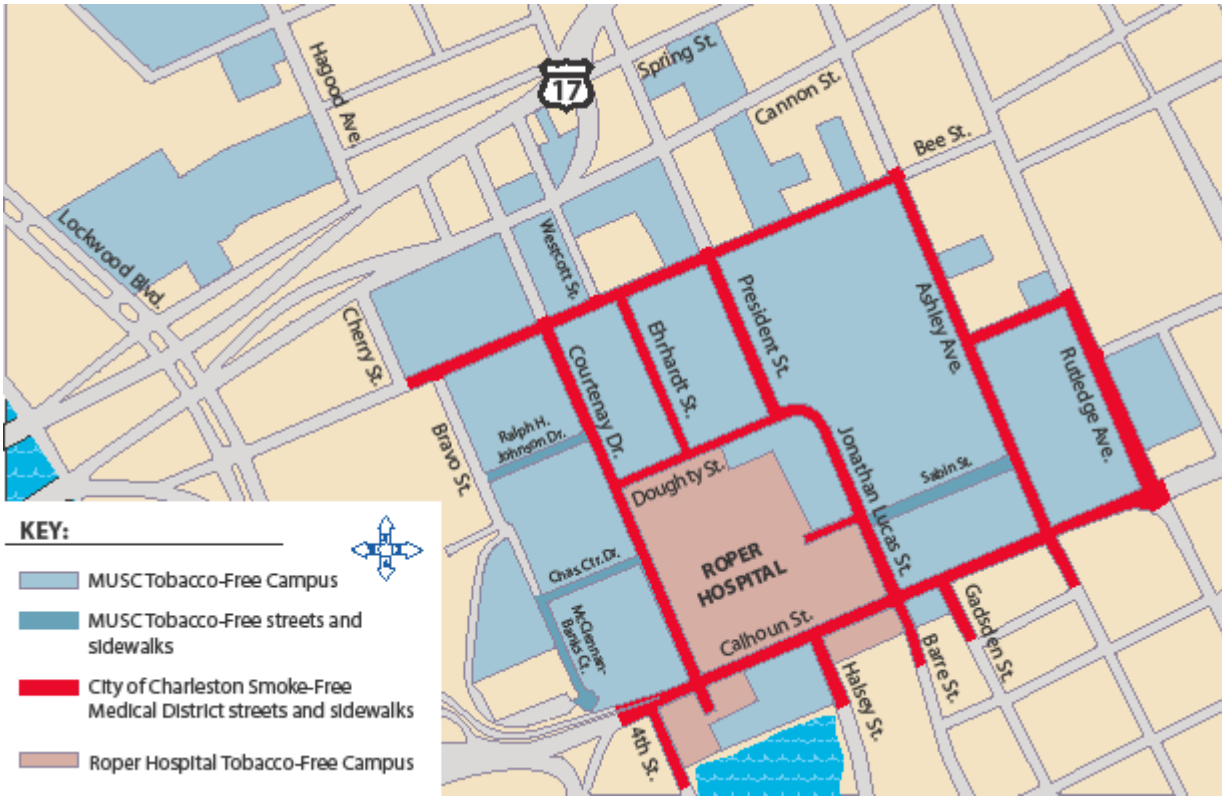 Hagood Ave.
17
Spring St.
Cannon St.
Bee St.
Lockwood Blvd.
Westcott St.
Cherry St.
Courtenay Dr.
Ehrhardt St.
President St.
Ashley Ave.
Rutledge Ave.
Bravo St.
Ralph H.
Johnson Dr.
Doughty St.
Jonathan Lucas St.
Sabin St.
Chas. Ctr. Dr.
ROPER
HOSPITAL
McClennan-
Banks Ct.
Calhoun St.
Gadsden St.
Barre St.
Halsey St.
4th St.
KEY:
MUSC Tobacco-Free Campus
MUSC Tobacco-Free streets and
sidewalks
City of Charleston Smoke-Free
Medical District streets and sidewalks
Roper Hospital Tobacco-Free Campus